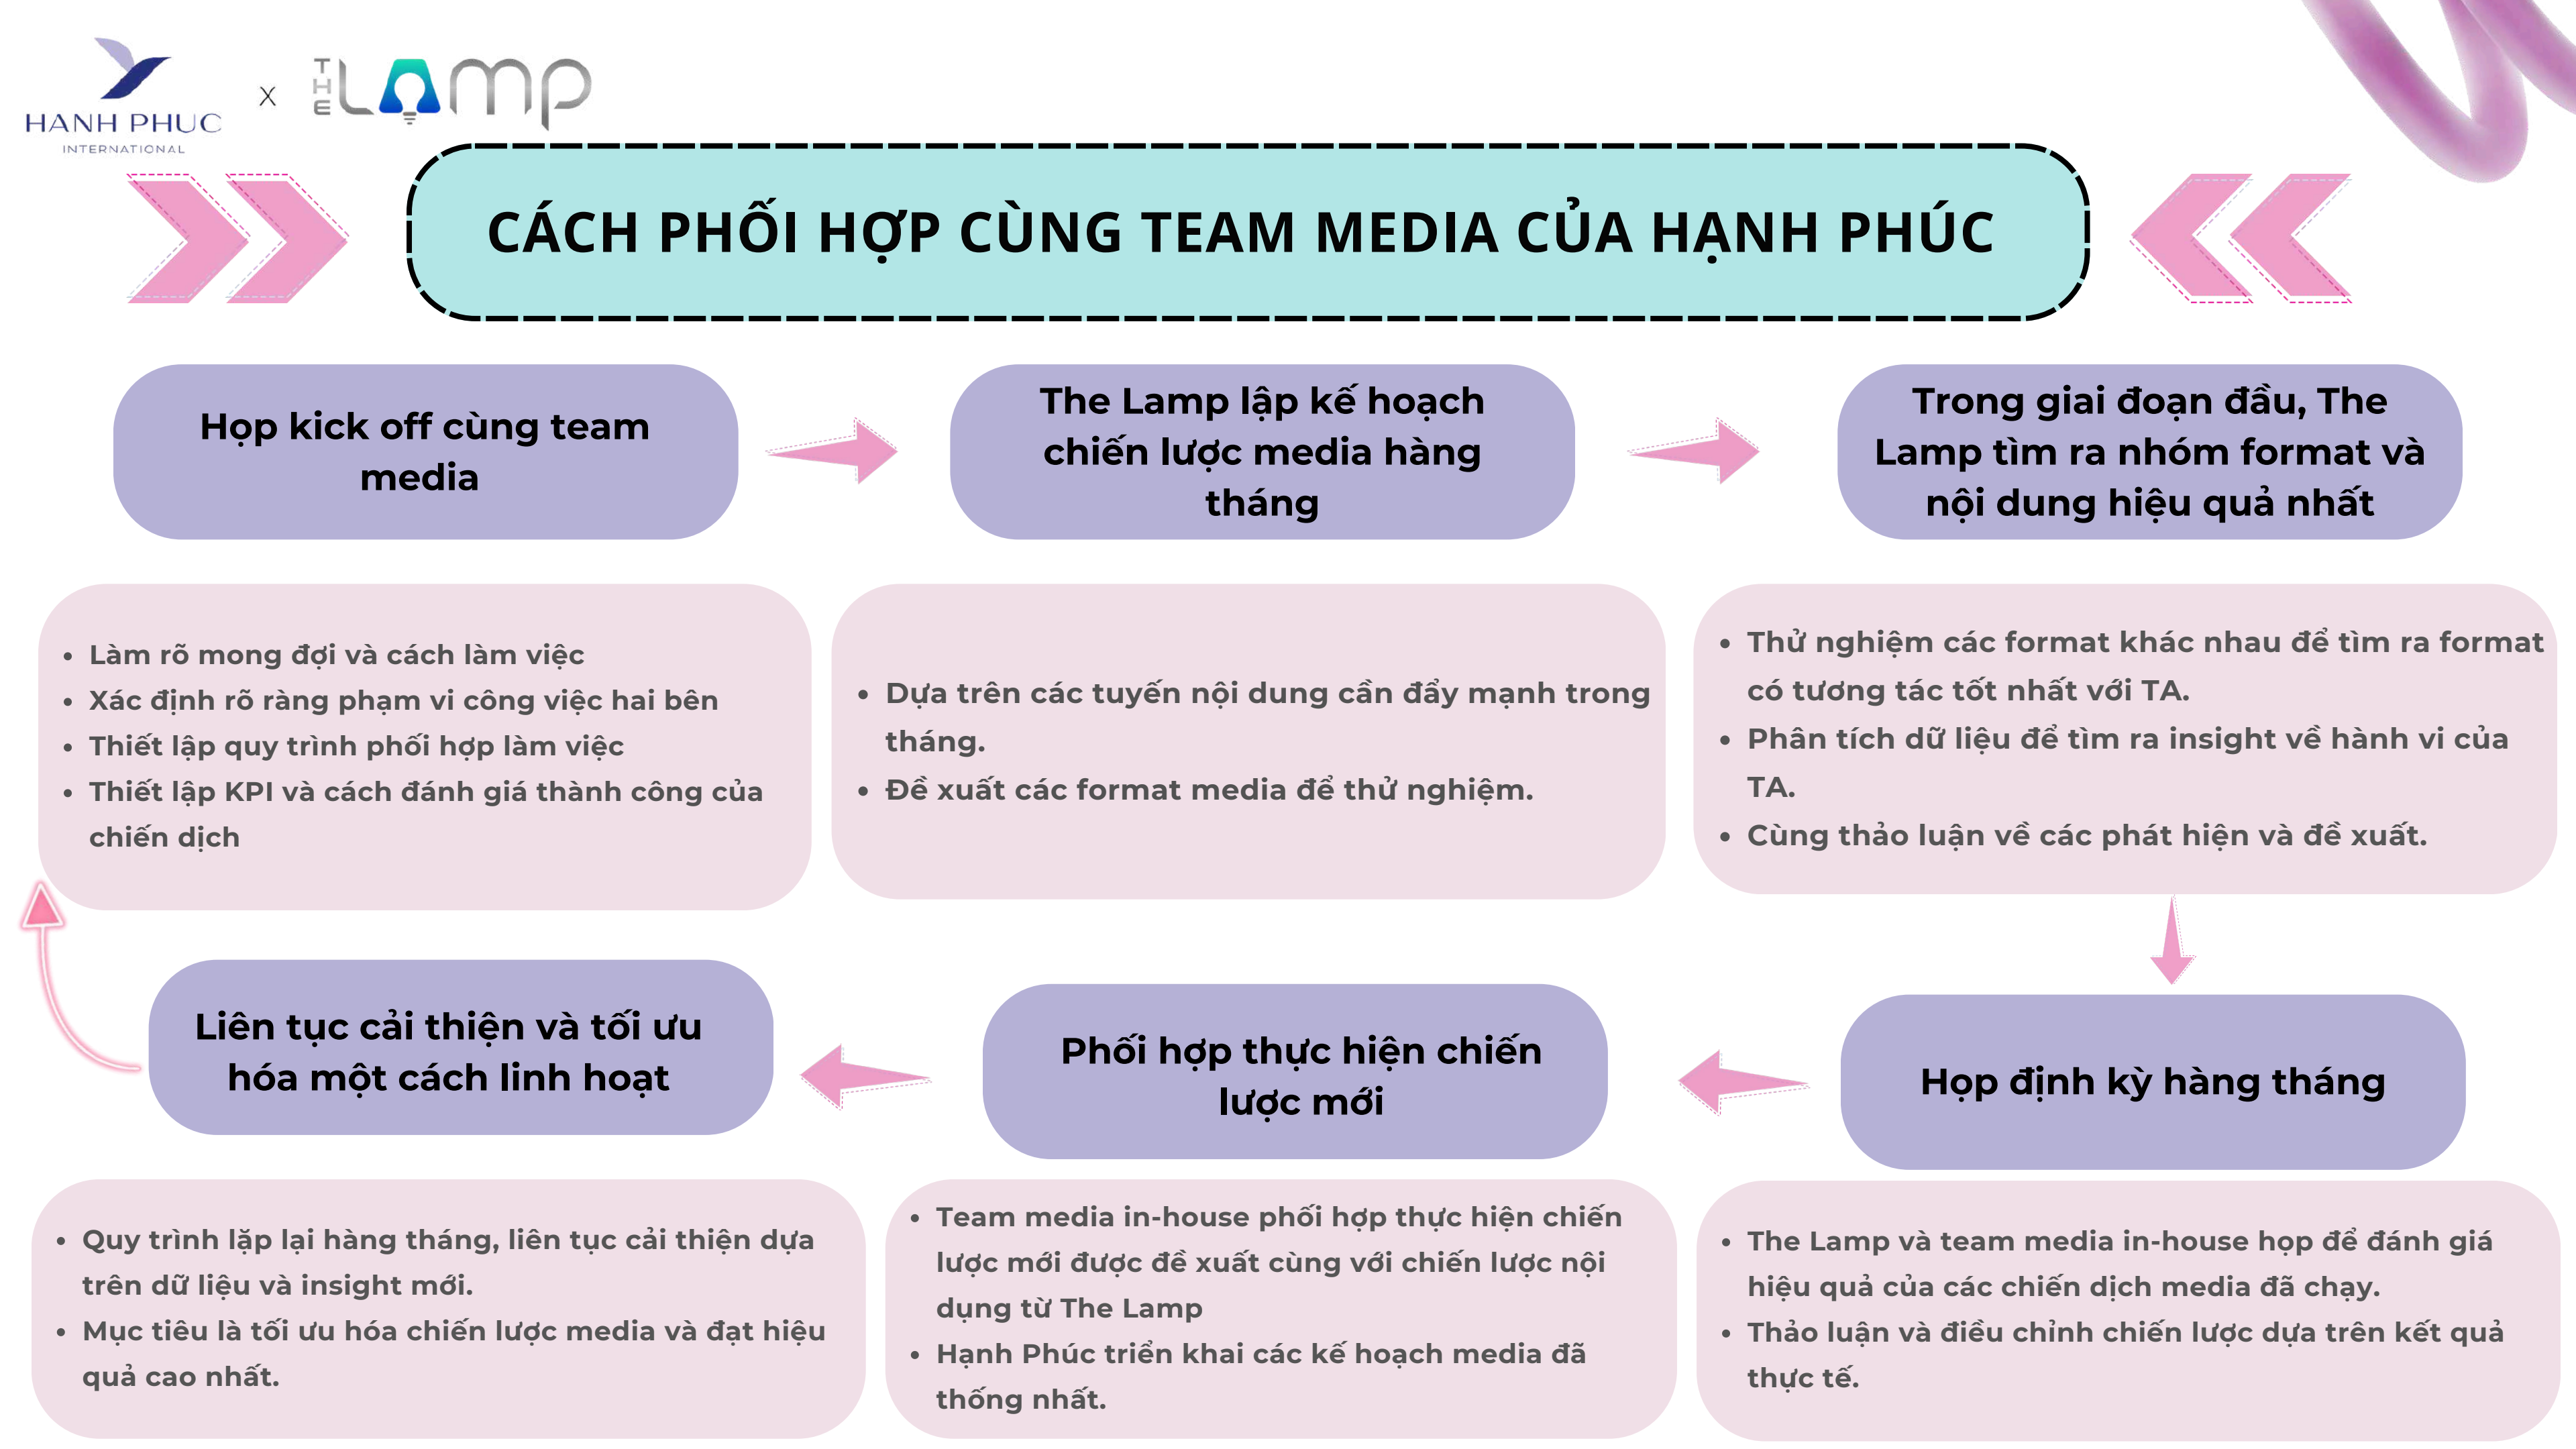 HANH PHUC
INTERNATIONAL
X
THE LAMP
CÁCH PHỐI HỢP CÙNG TEAM MEDIA CỦA HẠNH PHÚC
Họp kick off cùng team
media
The Lamp lập kế hoạch
chiến lược media hàng
tháng
Trong giai đoạn đầu, The
Lamp tìm ra nhóm format và
nội dung hiệu quả nhất
• Làm rõ mong đợi và cách làm việc
• Xác định rõ ràng phạm vi công việc hai bên
• Thiết lập quy trình phối hợp làm việc
• Thiết lập KPI và cách đánh giá thành công của
chiến dịch
• Dựa trên các tuyến nội dung cần đẩy mạnh trong
tháng.
• Đề xuất các format media để thử nghiệm.
• Thử nghiệm các format khác nhau để tìm ra format
có tương tác tốt nhất với TA.
• Phân tích dữ liệu để tìm ra insight về hành vi của
TA.
• Cùng thảo luận về các phát hiện và đề xuất.
Họp định kỳ hàng tháng
• The Lamp và team media in-house họp để đánh giá
hiệu quả của các chiến dịch media đã chạy.
• Thảo luận và điều chỉnh chiến lược dựa trên kết quả
thực tế.
Phối hợp thực hiện chiến
lược mới
• Team media in-house phối hợp thực hiện chiến
lược mới được đề xuất cùng với chiến lược nội
dụng từ The Lamp
• Hạnh Phúc triển khai các kế hoạch media đã
thống nhất.
Liên tục cải thiện và tối ưu
hóa một cách linh hoạt
• Quy trình lặp lại hàng tháng, liên tục cải thiện dựa
trên dữ liệu và insight mới.
• Mục tiêu là tối ưu hóa chiến lược media và đạt hiệu
quả cao nhất.